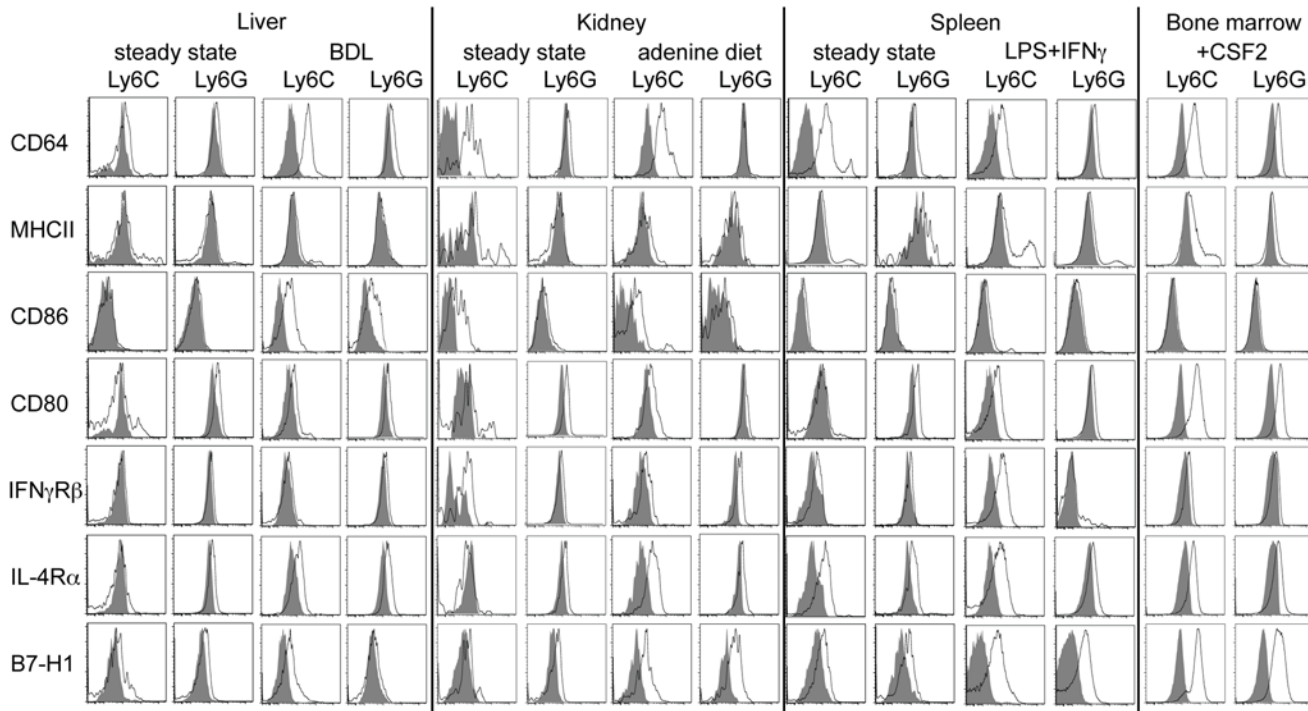 Liver Kidney Spleen Bone marrow
steady state BDL steady state adenine diet steady state LPS+IFNγ +CSF2
Ly6C Ly6G Ly6C Ly6G Ly6C Ly6G Ly6C Ly6G Ly6C Ly6G Ly6C Ly6G Ly6C Ly6G
CD64
MHCII
CD86
CD80
IFNγRβ
IL-4Rα
B7-H1